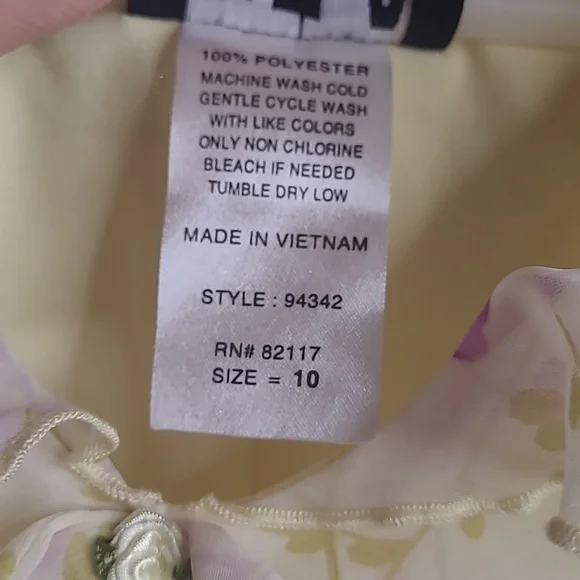 100% POLYESTER
MACHINE WASH COLD
GENTLE CYCLE WASH
WITH LIKE COLORS
ONLY NON CHLORINE
BLEACH IF NEEDED
TUMBLE DRY LOW
MADE IN VIETNAM
STYLE : 94342
RN# 82117
SIZE = 10